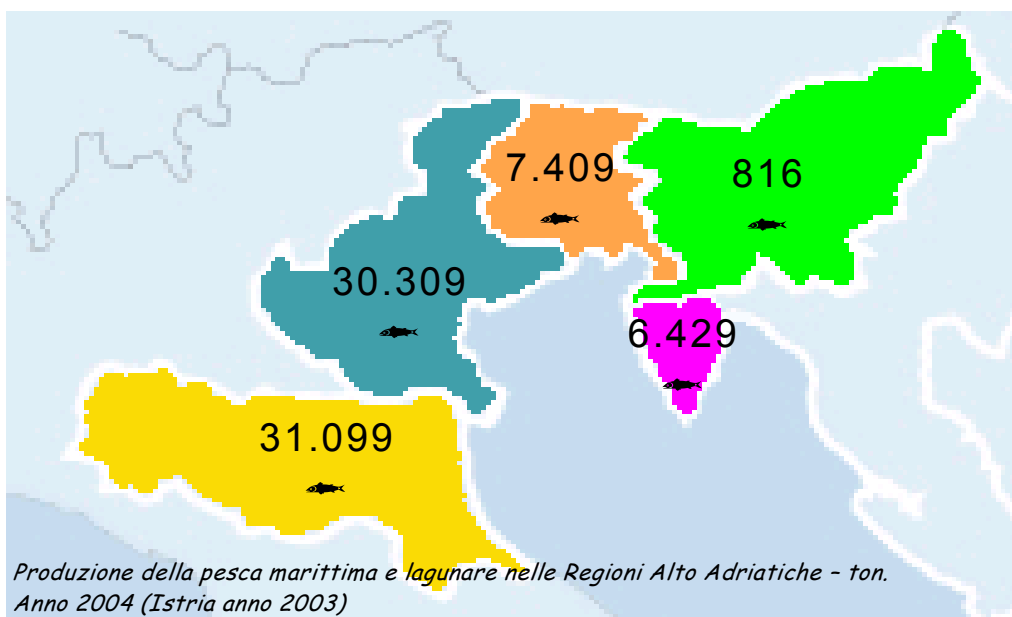 7.409
816
30.309
6.429
31.099
Produzione della pesca marittima e lagunare nelle Regioni Alto Adriatiche – ton.
Anno 2004 (Istria anno 2003)